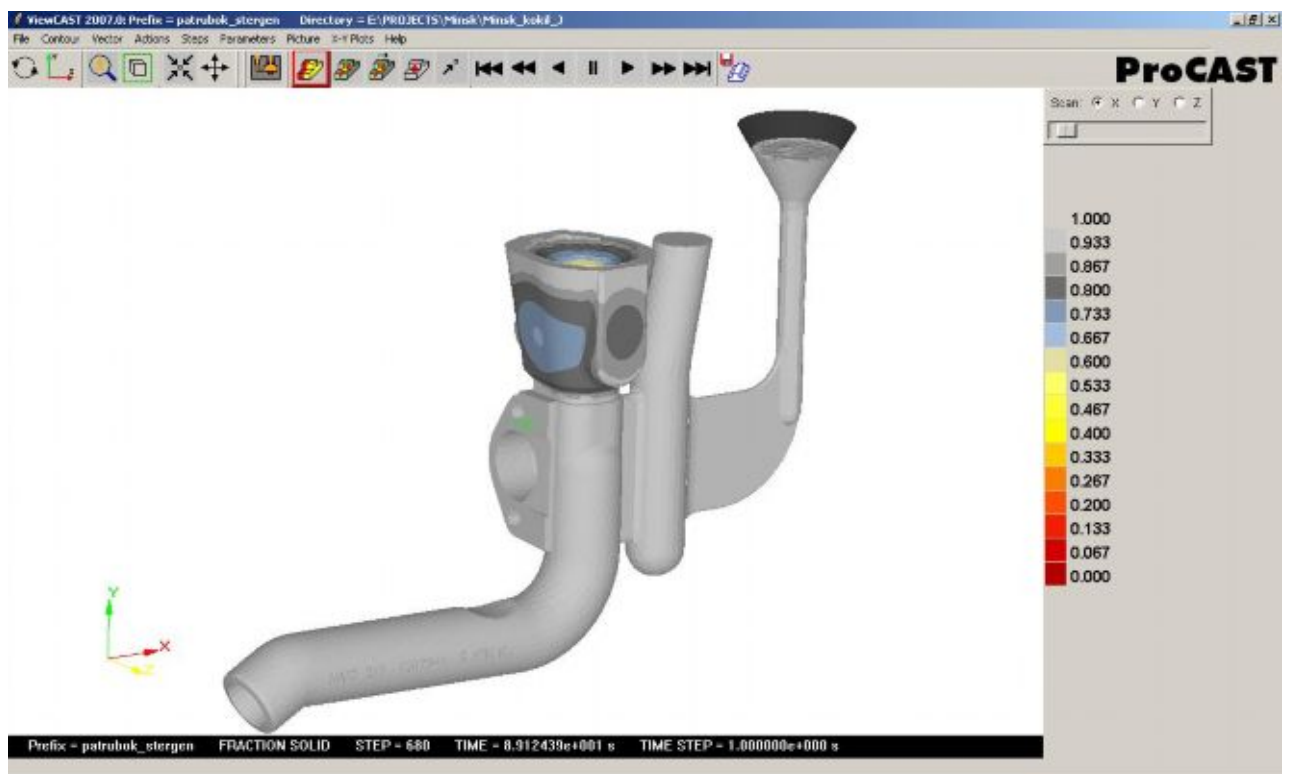 ViewCAST 2007.0: Prefix = patrubok_stergen Directory = E:\PROJECTS\Minsk\Minsk_kokil_)
File Contour Vector Actions Steps Parameters Picture X-Y Plots Help
ProCAST
Scan: X Y Z
1.000
0.933
0.867
0.800
0.733
0.667
0.600
0.533
0.467
0.400
0.333
0.267
0.200
0.133
0.067
0.000
Y
X
Z
Prefix = patrubok_stergen FRACTION SOLID STEP = 680 TIME = 8.912439e+001 s TIME STEP = 1.000000e+000 s